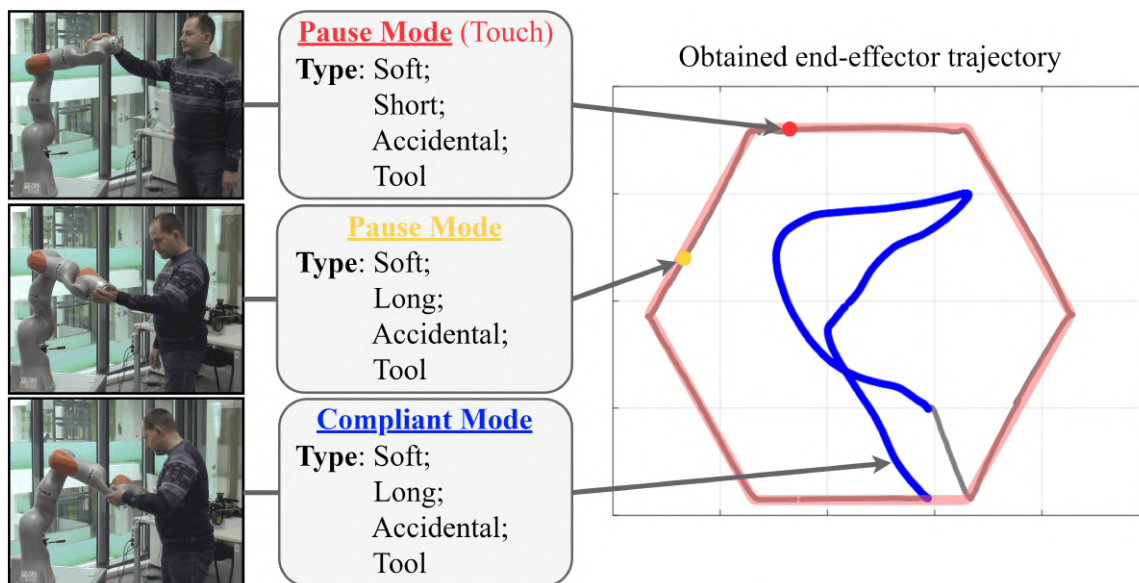 Pause Mode (Touch)
Type: Soft;
Short;
Accidental;
Tool
Obtained end-effector trajectory
Pause Mode
Type: Soft;
Long;
Accidental;
Tool
Compliant Mode
Type: Soft;
Long;
Accidental;
Tool